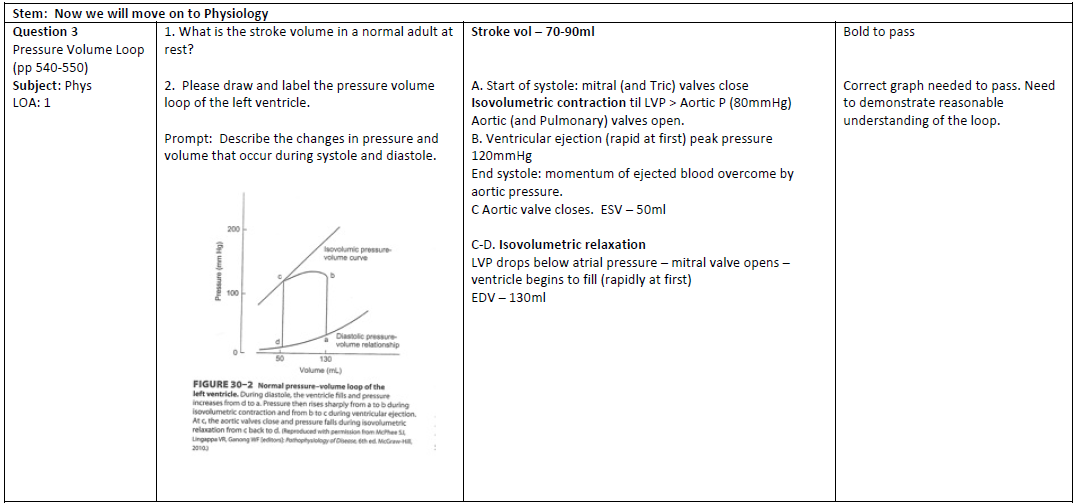 Stem:  Now we will move on to Physiology
Question 3
Pressure Volume Loop
(pp 540-550)
Subject: Phys
LOA: 1
1. What is the stroke volume in a normal adult at
rest?
2.  Please draw and label the pressure volume
loop of the left ventricle.
Prompt:  Describe the changes in pressure and
volume that occur during systole and diastole.
200
100
0
Pressure (mm Hg)
Isovolumic pressure-
volume curve
c
b
d
a
Diastolic pressure-
volume relationship
50
130
Volume (mL)
FIGURE 30–2 Normal pressure–volume loop of the
left ventricle. During diastole, the ventricle fills and pressure
increases from d to a. Pressure then rises sharply from a to b during
isovolumetric contraction and from b to c during ventricular ejection.
At c, the aortic valves close and pressure falls during isovolumetric
relaxation from c back to d. (Reproduced with permission from McPhee SJ,
Lingappa VR, Ganong WF [editors]: Pathophysiology of Disease, 6th ed. McGraw-Hill,
2010.)
Stroke vol – 70-90ml
A. Start of systole: mitral (and Tric) valves close
Isovolumetric contraction til LVP > Aortic P (80mmHg)
Aortic (and Pulmonary) valves open.
B. Ventricular ejection (rapid at first) peak pressure
120mmHg
End systole: momentum of ejected blood overcome by
aortic pressure.
C Aortic valve closes.  ESV – 50ml
C-D. Isovolumetric relaxation
LVP drops below atrial pressure – mitral valve opens –
ventricle begins to fill (rapidly at first)
EDV – 130ml
Bold to pass
Correct graph needed to pass. Need
to demonstrate reasonable
understanding of the loop.